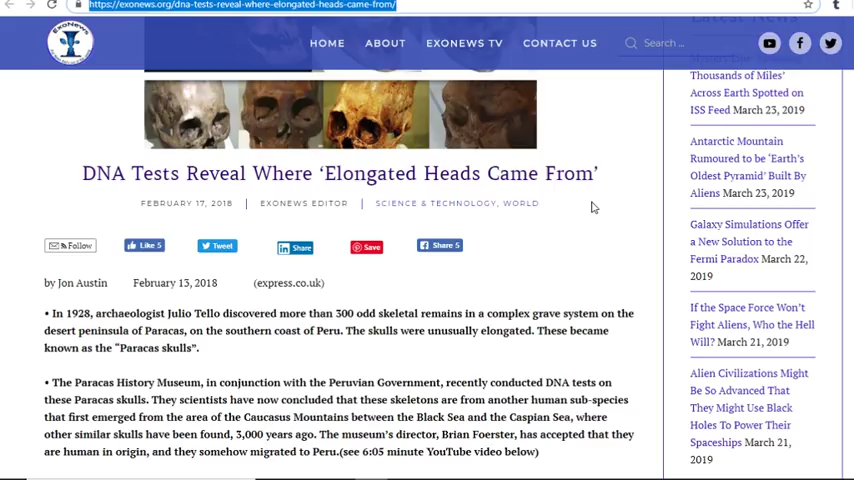 https://exonews.org/dna-tests-reveal-where-elongated-heads-came-from/
ExoNews
HOME ABOUT EXONEWS TV CONTACT US Search ...
DNA Tests Reveal Where ‘Elongated Heads Came From’
FEBRUARY 17, 2018 | EXONEWS EDITOR | SCIENCE & TECHNOLOGY, WORLD
Follow Like 5 Tweet Share Save Share 5
by Jon Austin February 13, 2018 (express.co.uk)
• In 1928, archaeologist Julio Tello discovered more than 300 odd skeletal remains in a complex grave system on the
desert peninsula of Paracas, on the southern coast of Peru. The skulls were unusually elongated. These became
known as the “Paracas skulls”.
• The Paracas History Museum, in conjunction with the Peruvian Government, recently conducted DNA tests on
these Paracas skulls. They scientists have now concluded that these skeletons are from another human sub-species
that first emerged from the area of the Caucasus Mountains between the Black Sea and the Caspian Sea, where
other similar skulls have been found, 3,000 years ago. The museum’s director, Brian Foerster, has accepted that they
are human in origin, and they somehow migrated to Peru.(see 6:05 minute YouTube video below)
Latest News
Thousands of Miles’
Across Earth Spotted on
ISS Feed March 23, 2019
Antarctic Mountain
Rumoured to be ‘Earth’s
Oldest Pyramid’ Built By
Aliens March 23, 2019
Galaxy Simulations Offer
a New Solution to the
Fermi Paradox March 22,
2019
If the Space Force Won’t
Fight Aliens, Who the Hell
Will? March 21, 2019
Alien Civilizations Might
Be So Advanced That
They Might Use Black
Holes To Power Their
Spaceships March 21,
2019